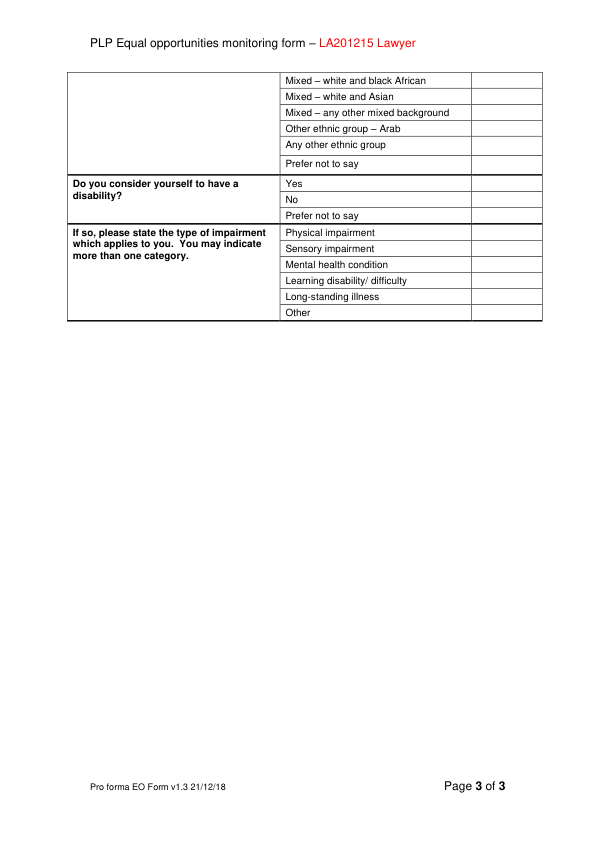 PLP Equal opportunities monitoring form – LA201215 Lawyer
Mixed – white and black African
Mixed – white and Asian
Mixed – any other mixed background
Other ethnic group – Arab
Any other ethnic group
Prefer not to say
Do you consider yourself to have a
disability?
Yes
No
Prefer not to say
If so, please state the type of impairment
which applies to you.  You may indicate
more than one category.
Physical impairment
Sensory impairment
Mental health condition
Learning disability/ difficulty
Long-standing illness
Other
Pro forma EO Form v1.3 21/12/18
Page 3 of 3